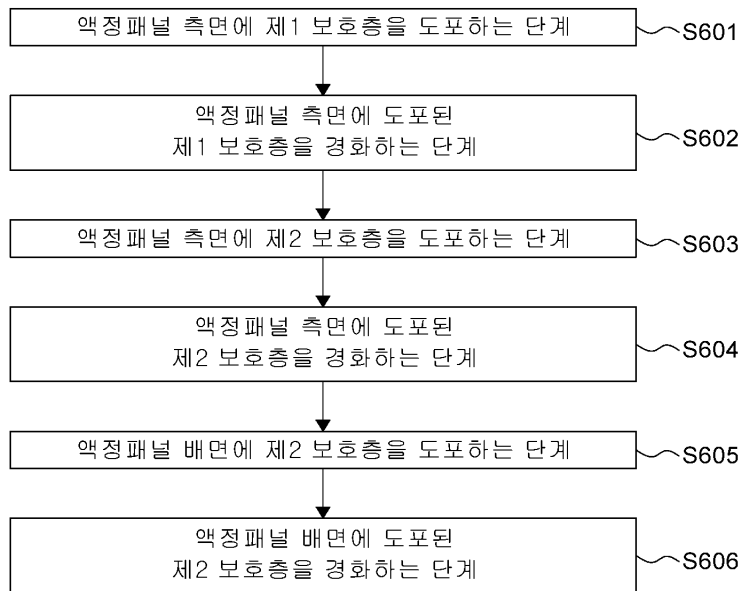 액정패널 측면에 제1 보호층을 도포하는 단계
S601
액정패널 측면에 도포된
제1 보호층을 경화하는 단계
S602
액정패널 측면에 제2 보호층을 도포하는 단계
S603
액정패널 측면에 도포된
제2 보호층을 경화하는 단계
S604
액정패널 배면에 제2 보호층을 도포하는 단계
S605
액정패널 배면에 도포된
제2 보호층을 경화하는 단계
S606